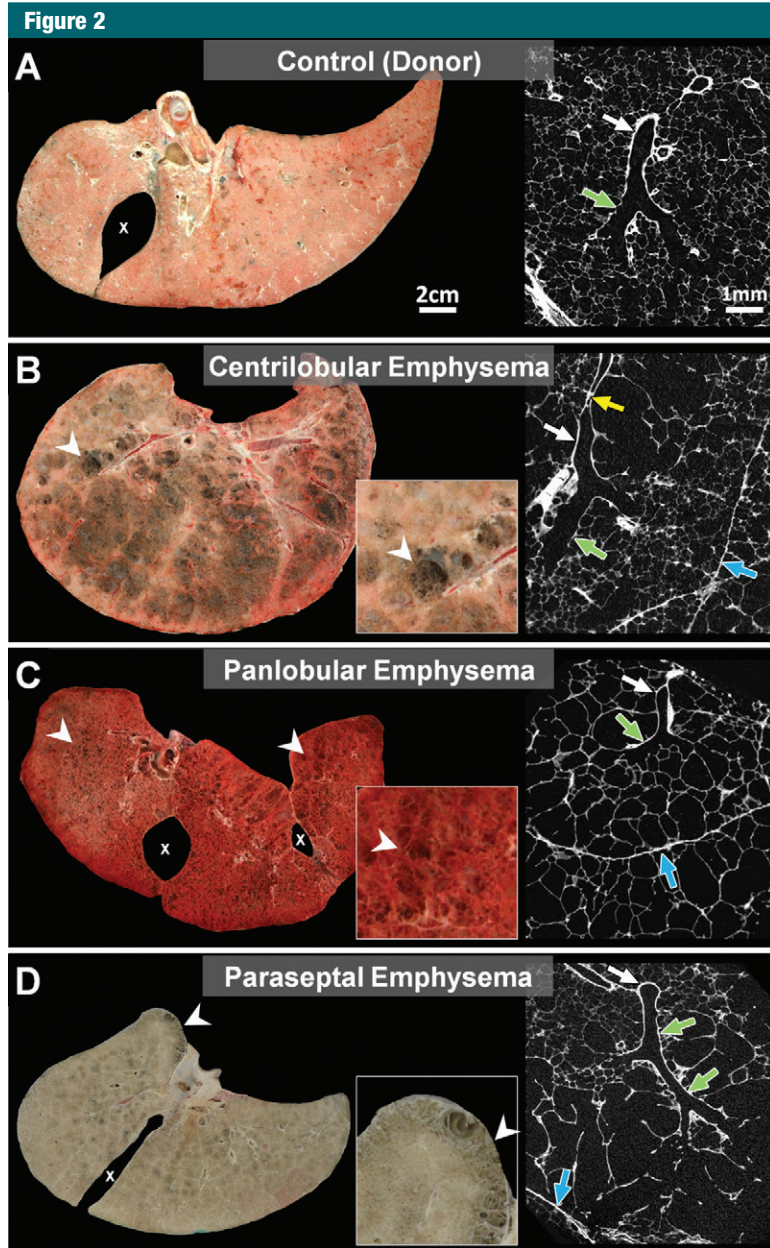 Figure 2
A
Control (Donor)
X
2cm
1mm
B
Centrilobular Emphysema
C
Panlobular Emphysema
X
X
D
Paraseptal Emphysema
X